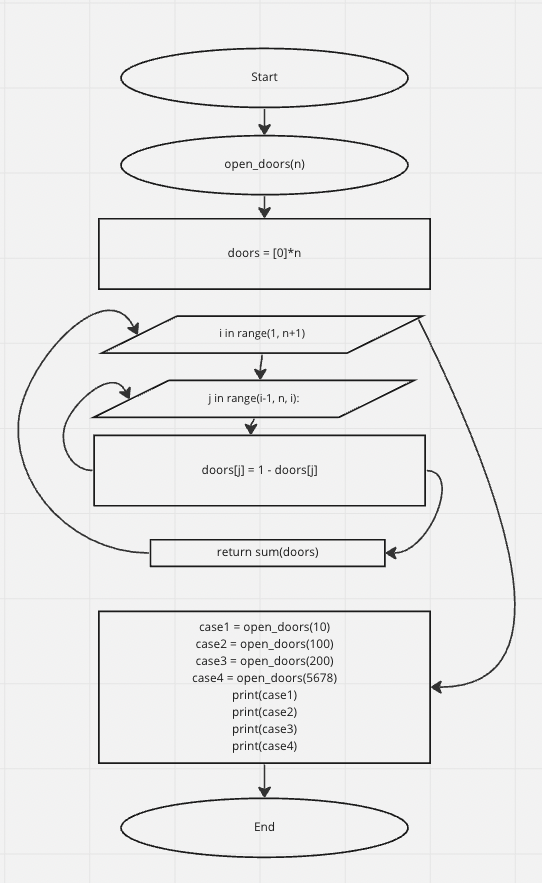 Start
open_doors(n)
doors = [0]*n
i in range(1, n+1)
j in range(i-1, n, i):
doors[j] = 1 - doors[j]
return sum(doors)
case1 = open_doors(10)
case2 = open_doors(100)
case3 = open_doors(200)
case4 = open_doors(5678)
print(case1)
print(case2)
print(case3)
print(case4)
End